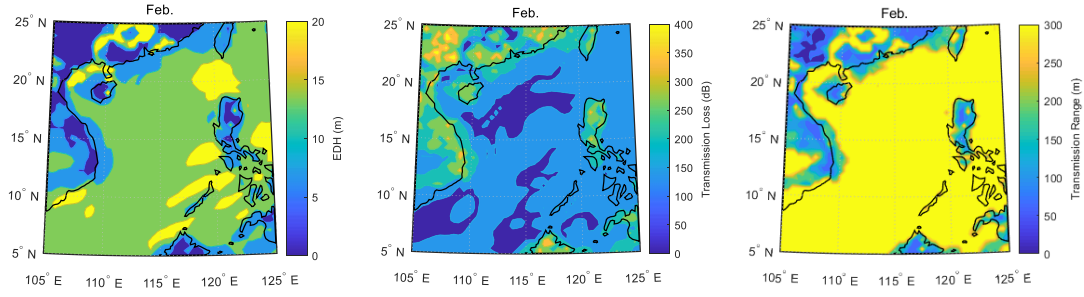 Feb.
25° N
20° N
15° N
10° N
5° N
105° E
110° E
115° E
120° E
125° E
20
15
10
5
0
EDH (m)
Feb.
25° N
20° N
15° N
10° N
5° N
105° E
110° E
115° E
120° E
125° E
400
350
300
250
200
150
100
50
0
Transmission Loss (dB)
Feb.
25° N
20° N
15° N
10° N
5° N
105° E
110° E
115° E
120° E
125° E
300
250
200
150
100
50
0
Transmission Range (m)